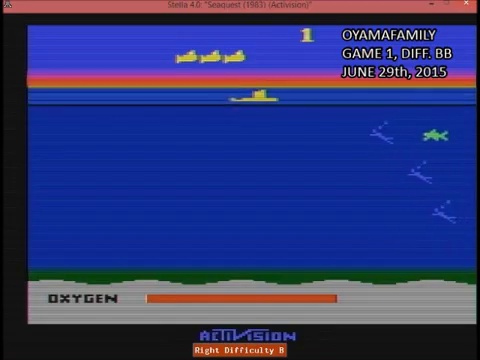 Stella 4.0: "Seaquest (1983) (Activision)"
1
OYAMAFAMILY
GAME 1, DIFF. BB
JUNE 29th, 2015
OXYGEN
ACTIVISION
Right Difficulty B